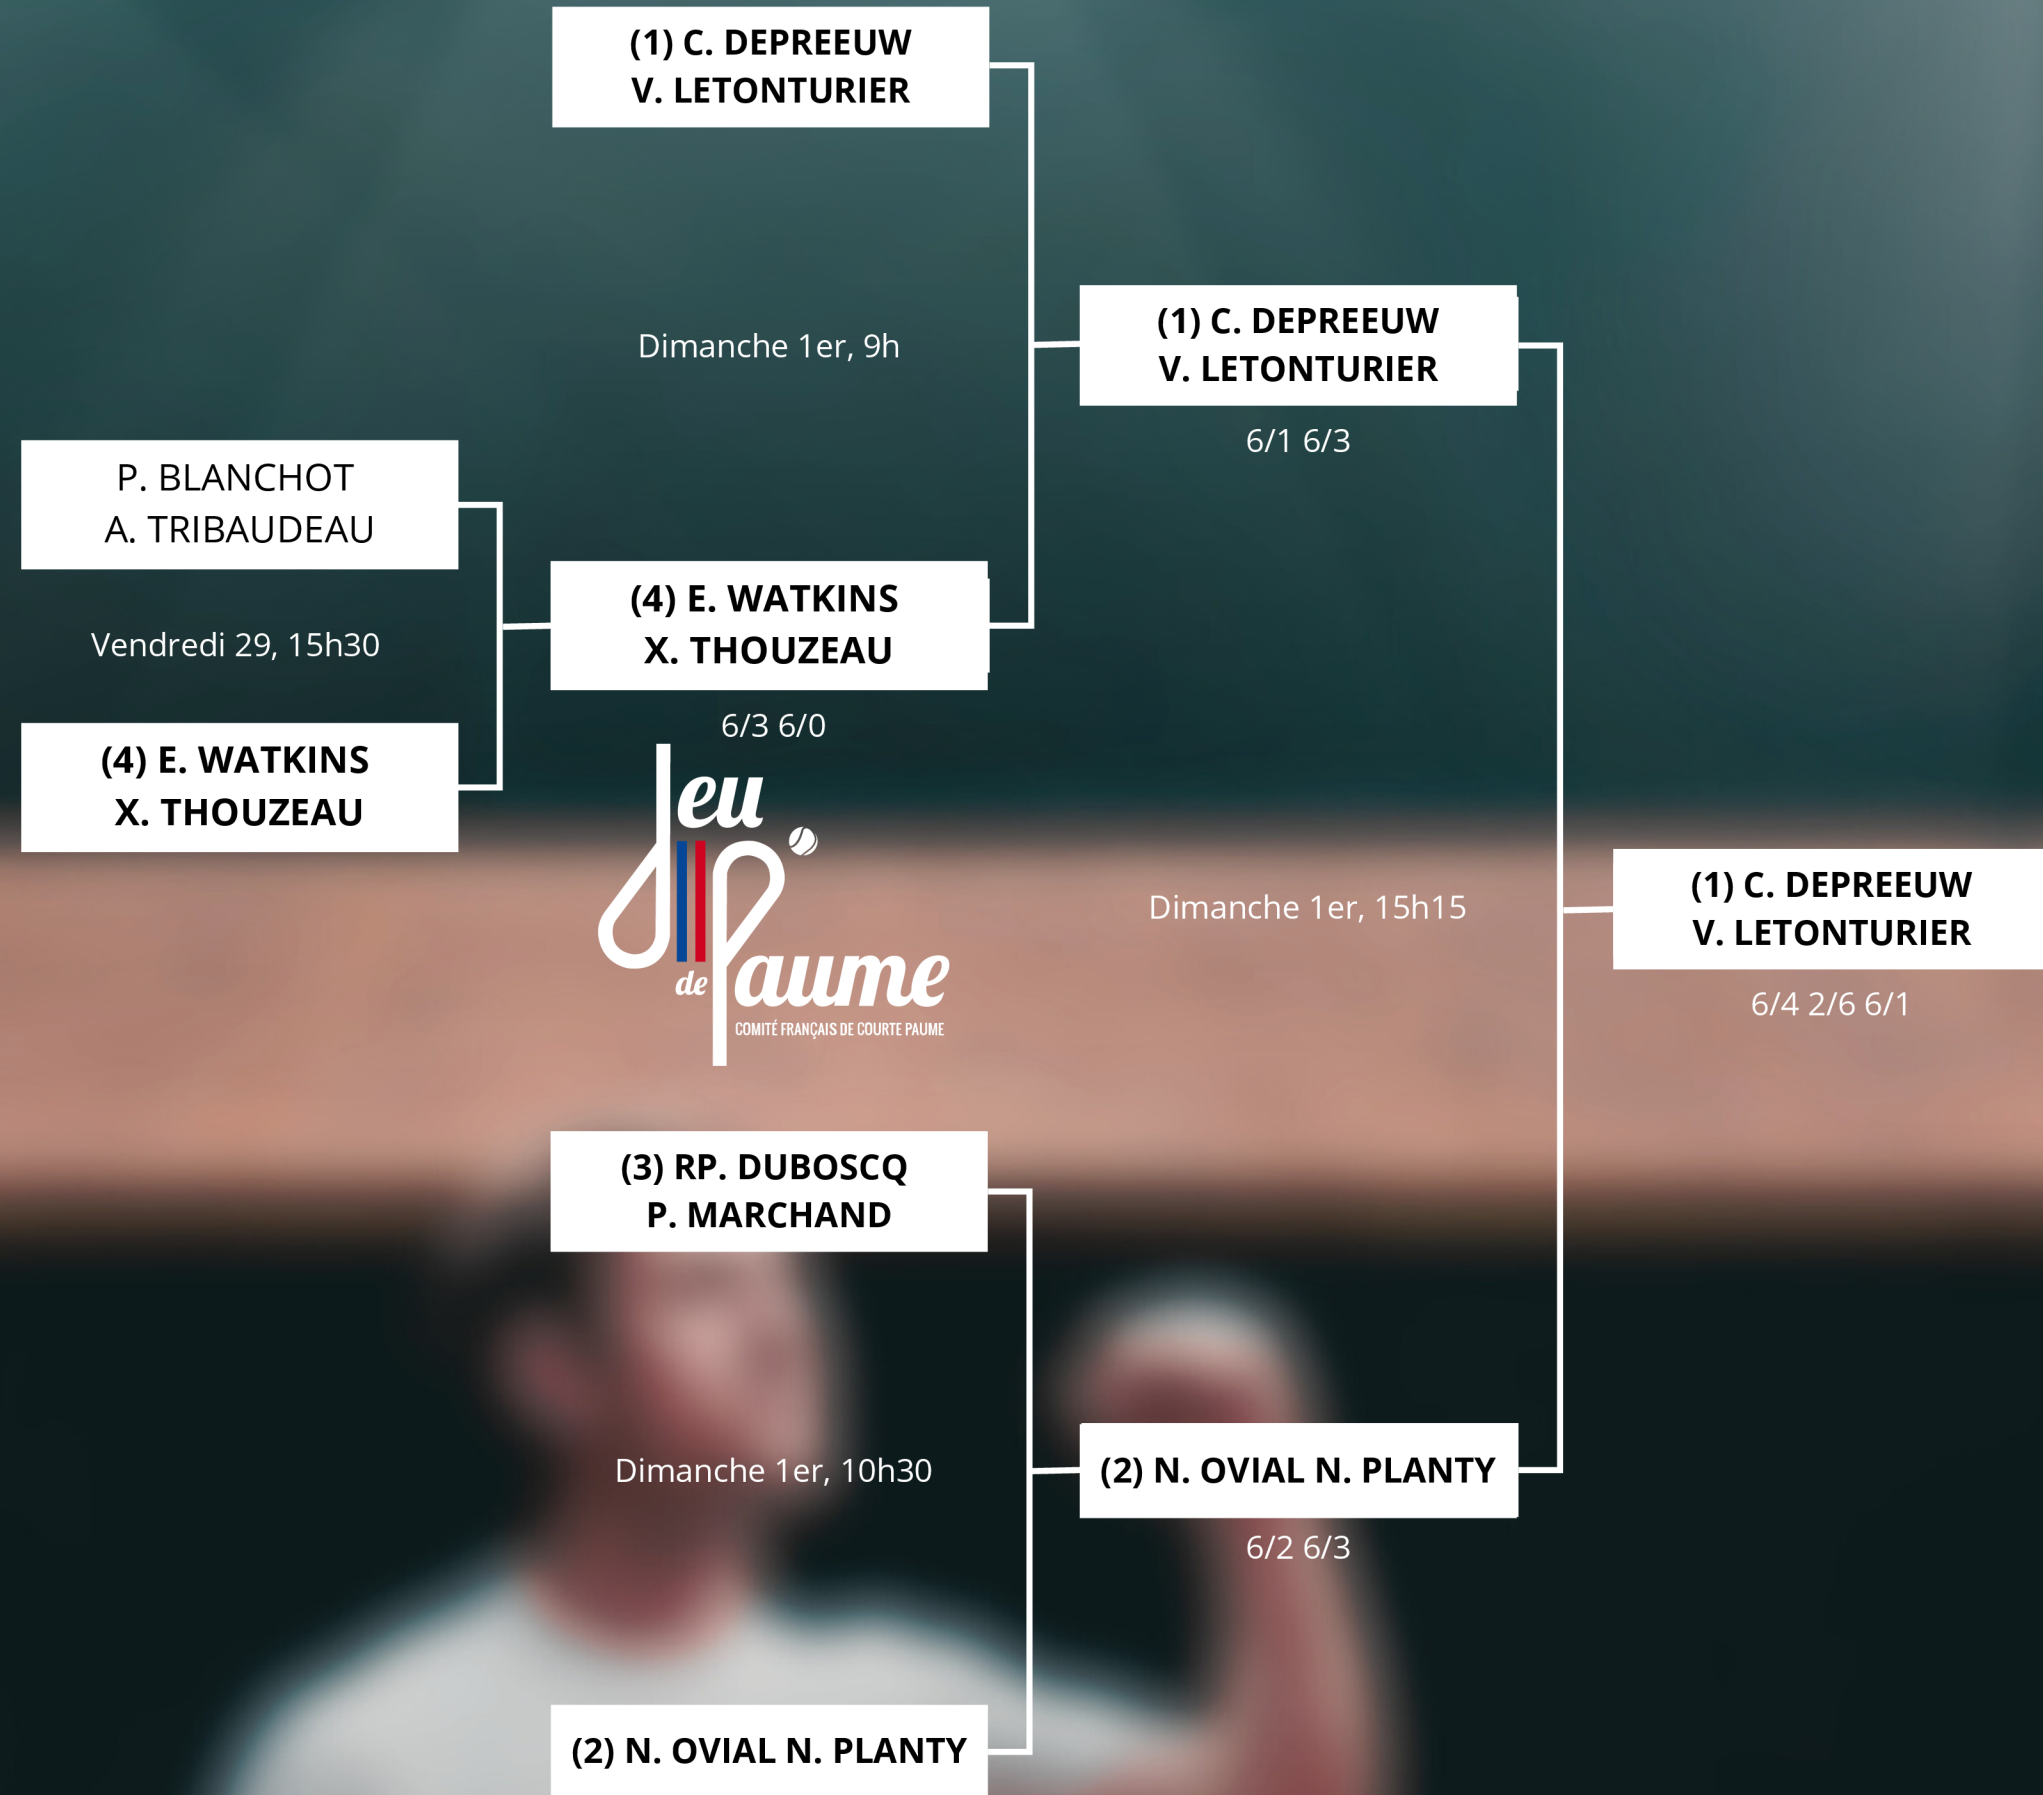 (1) C. DEPREEUW
V. LETONTURIER
Dimanche 1er, 9h
(1) C. DEPREEUW
V. LETONTURIER
6/1 6/3
P. BLANCHOT
A. TRIBAUDEAU
Vendredi 29, 15h30
(4) E. WATKINS
X. THOUZEAU
(4) E. WATKINS
X. THOUZEAU
6/3 6/0
Jeu
de Paume
COMITÉ FRANÇAIS DE COURTE PAUME
Dimanche 1er, 15h15
(1) C. DEPREEUW
V. LETONTURIER
6/4 2/6 6/1
(3) RP. DUBOSCQ
P. MARCHAND
Dimanche 1er, 10h30
(2) N. OVIAL N. PLANTY
6/2 6/3
(2) N. OVIAL N. PLANTY